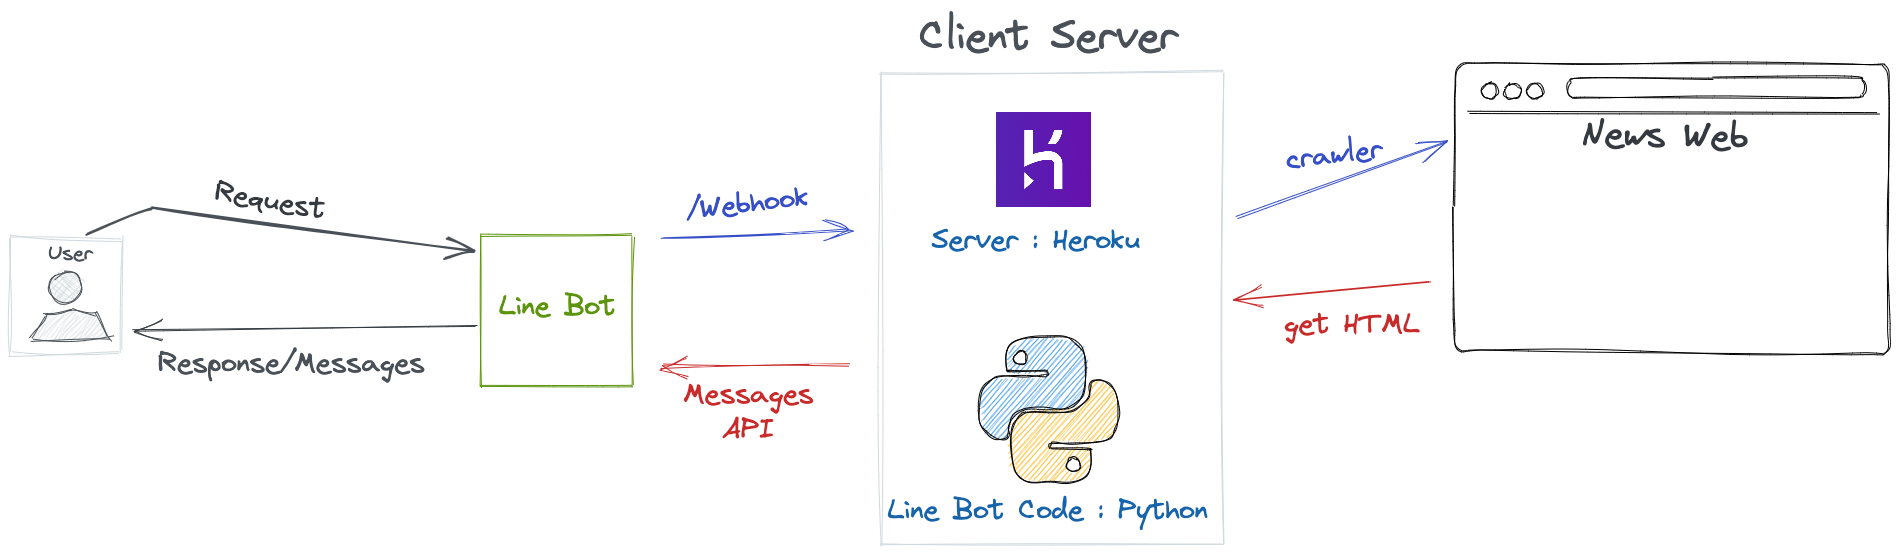 Client Server
News Web
crawler
Request
/Webhook
Server : Heroku
User
Line Bot
get HTML
Response/Messages
Messages
API
Line Bot Code : Python